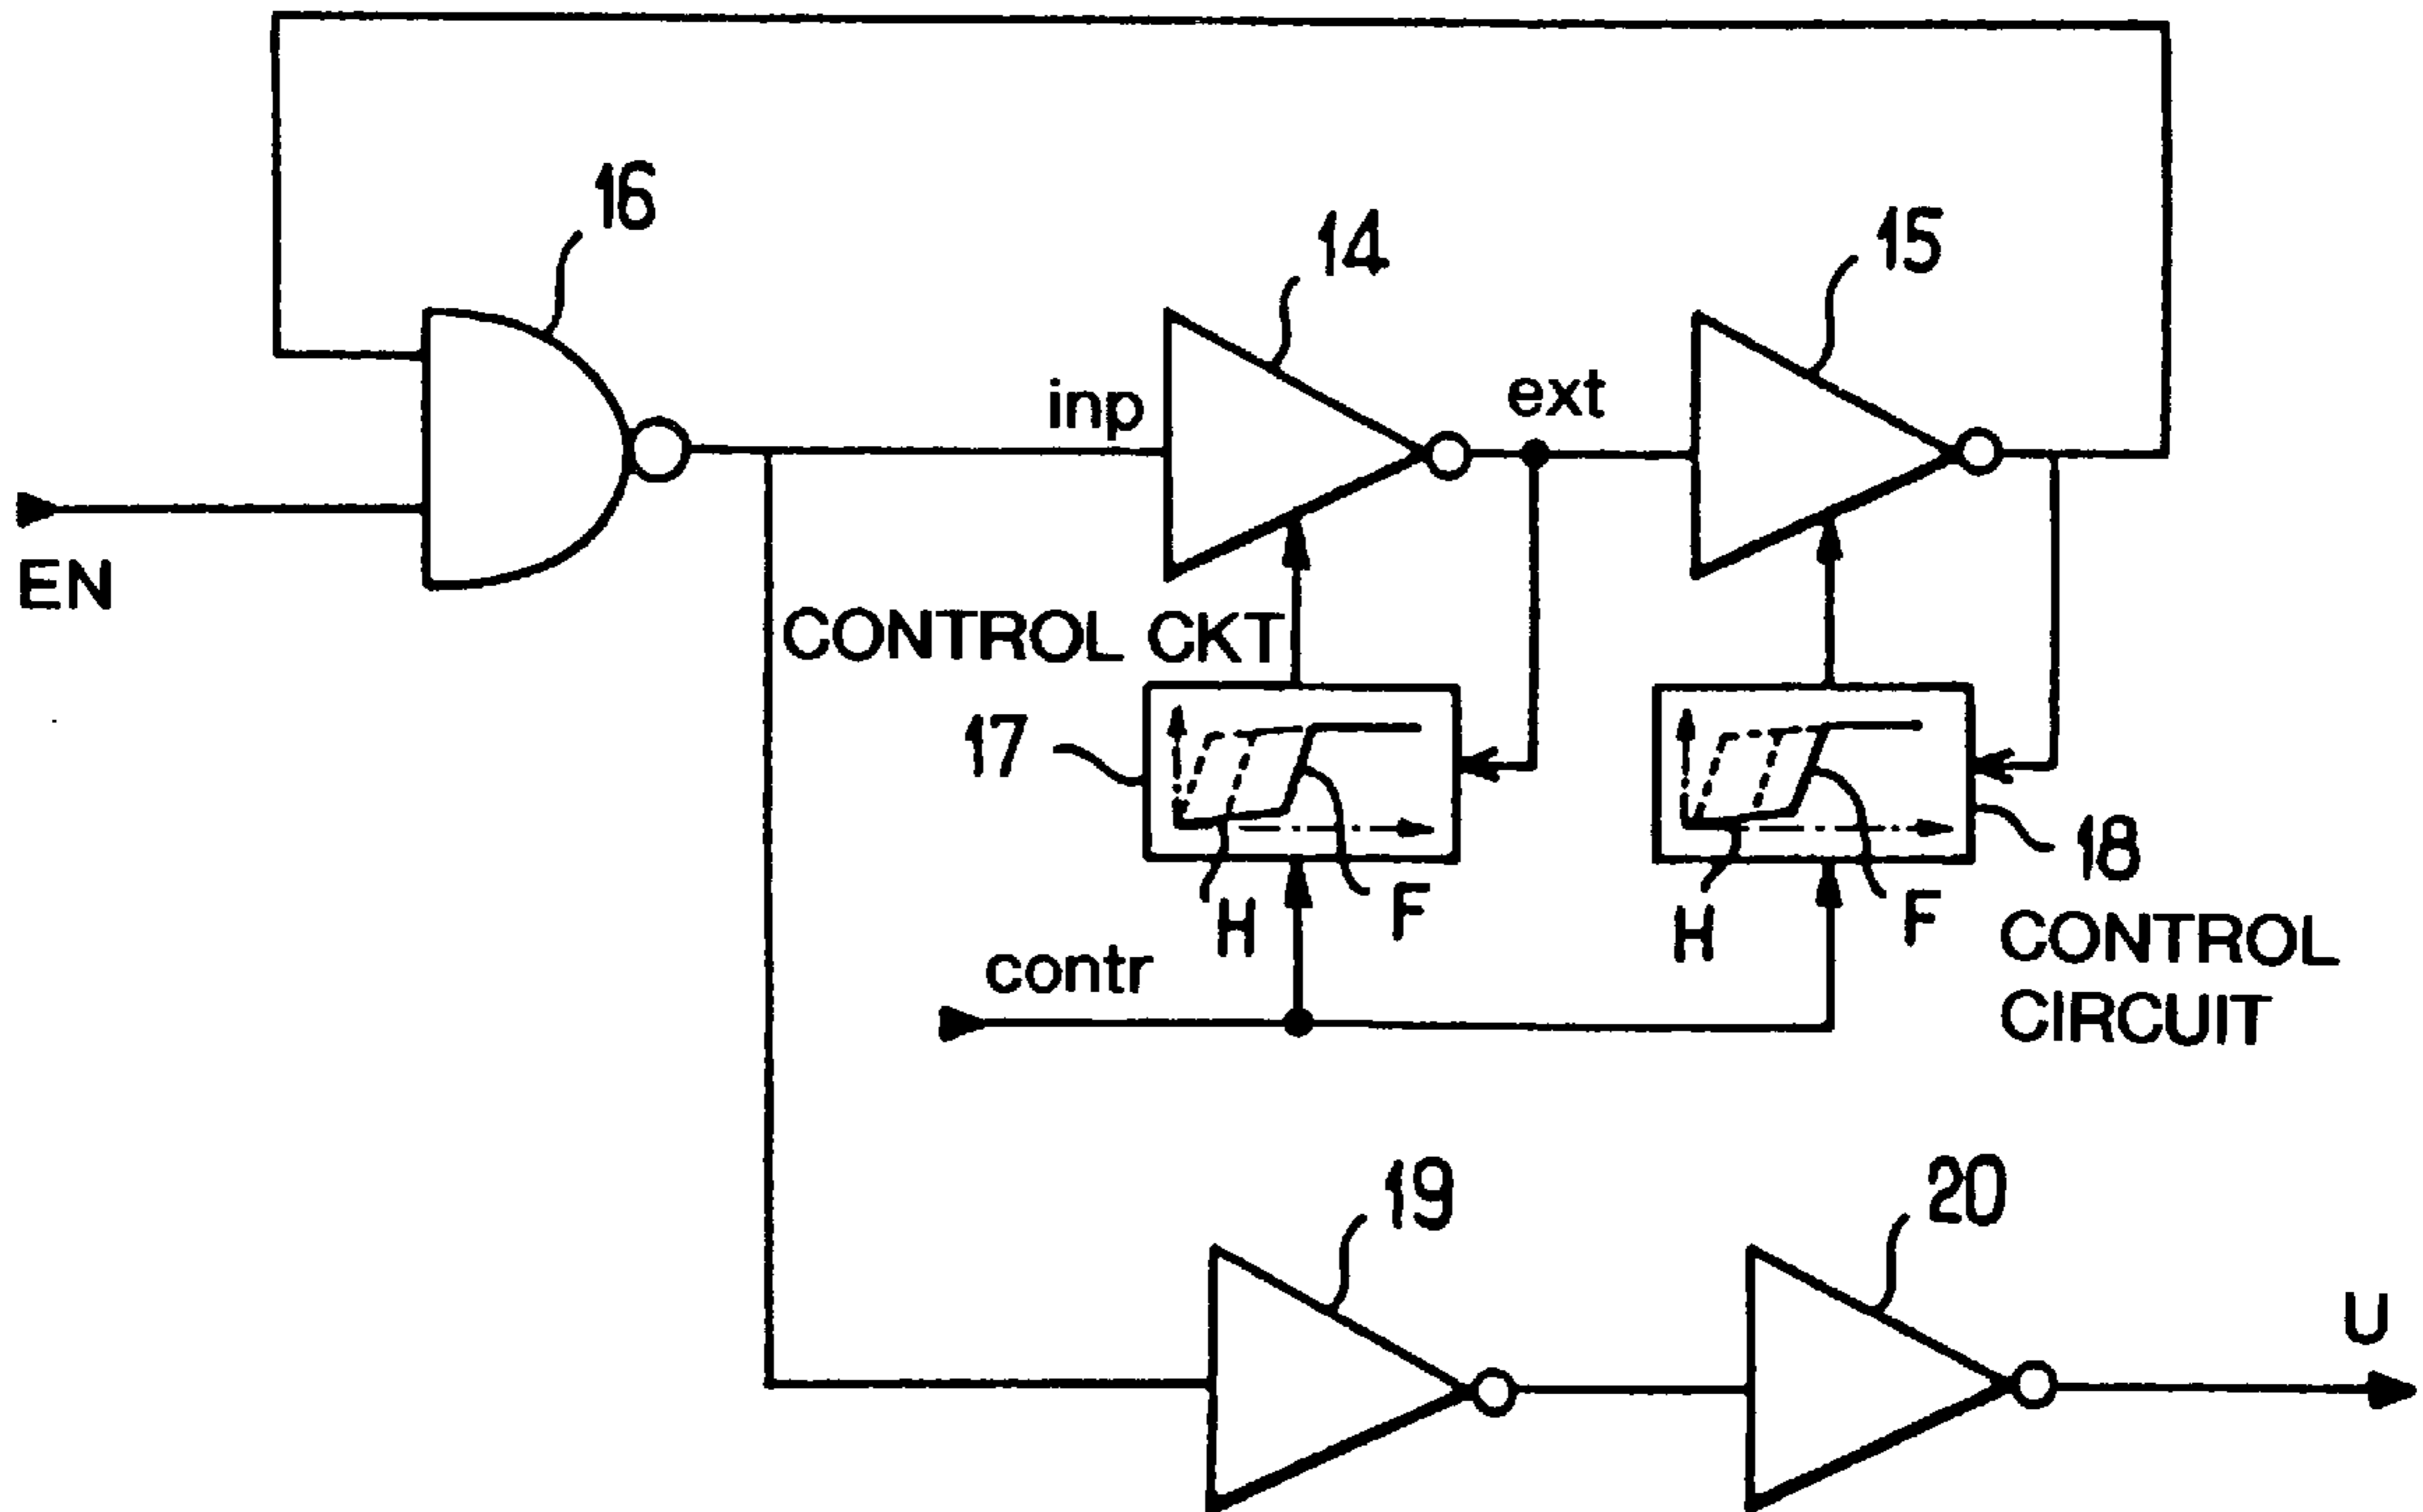 16
14
15
inp
ext
EN
CONTROL CKT
17
18
H
F
H
F
CONTROL
CIRCUIT
contr
19
20
U